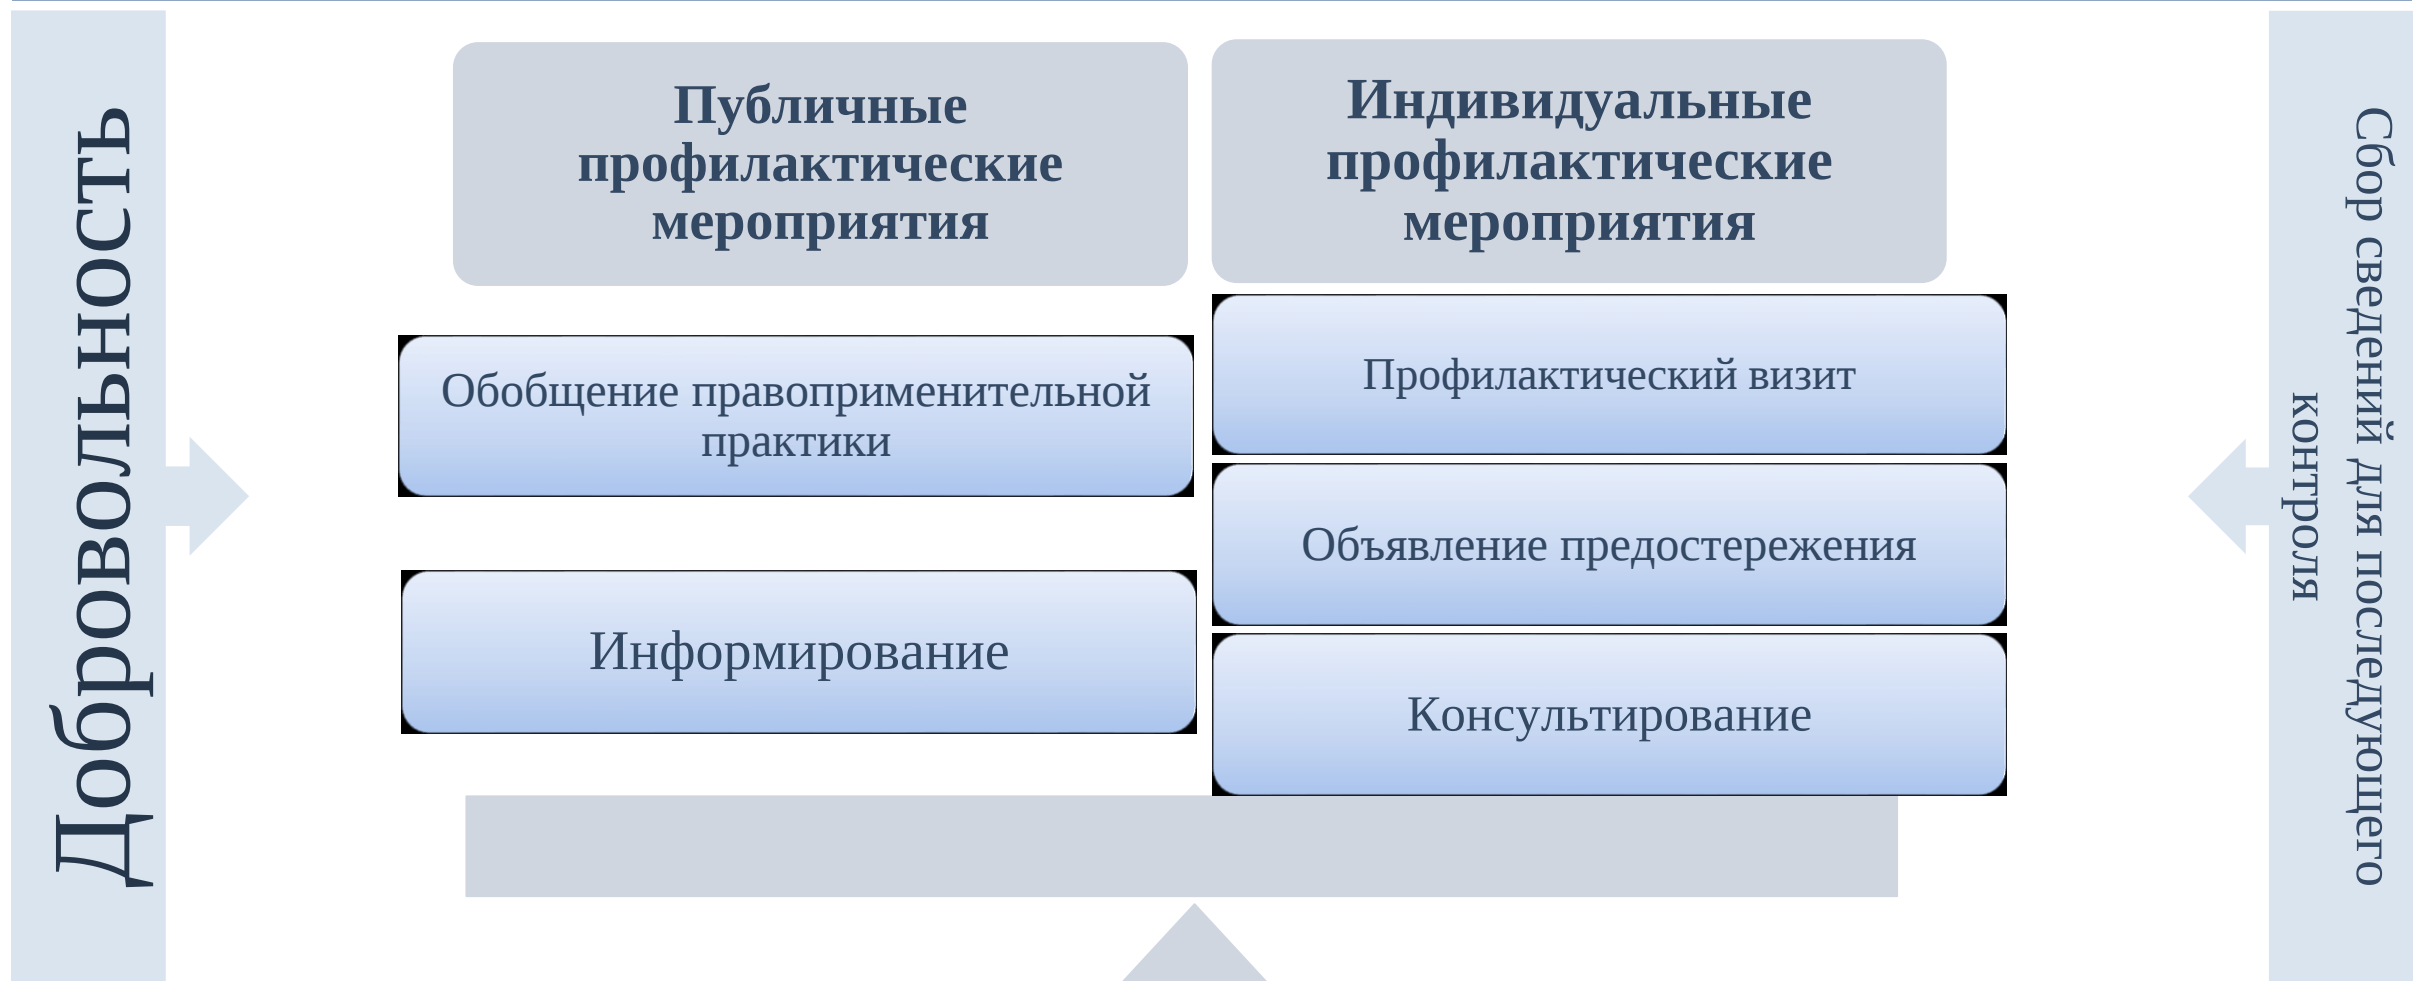 Добровольность
Публичные
профилактические
мероприятия
Обобщение правоприменительной
практики
Информирование
Индивидуальные
профилактические
мероприятия
Профилактический визит
Объявление предостережения
Консультирование
Сбор сведений для последующего
контроля